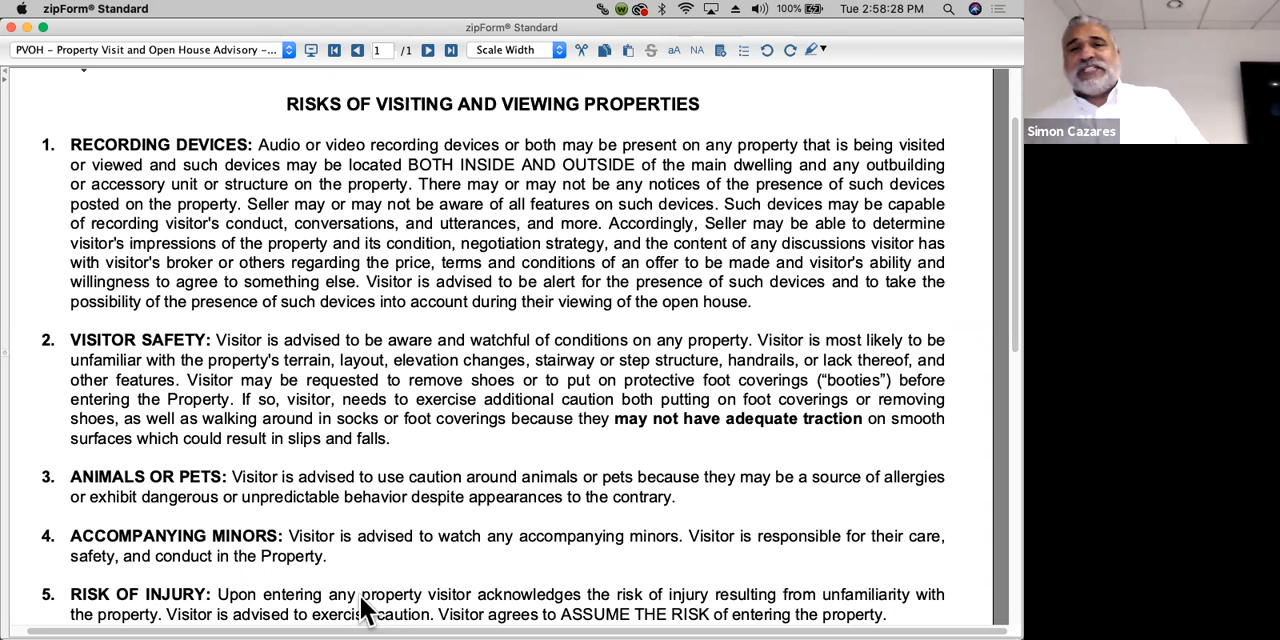 zipForm® Standard
100%
Tue 2:58:28 PM
zipForm® Standard
PVOH - Property Visit and Open House Advisory -...
1 /1
Scale Width
aA NA
RISKS OF VISITING AND VIEWING PROPERTIES
1. RECORDING DEVICES: Audio or video recording devices or both may be present on any property that is being visited
or viewed and such devices may be located BOTH INSIDE AND OUTSIDE of the main dwelling and any outbuilding
or accessory unit or structure on the property. There may or may not be any notices of the presence of such devices
posted on the property. Seller may or may not be aware of all features on such devices. Such devices may be capable
of recording visitor's conduct, conversations, and utterances, and more. Accordingly, Seller may be able to determine
visitor's impressions of the property and its condition, negotiation strategy, and the content of any discussions visitor has
with visitor's broker or others regarding the price, terms and conditions of an offer to be made and visitor's ability and
willingness to agree to something else. Visitor is advised to be alert for the presence of such devices and to take the
possibility of the presence of such devices into account during their viewing of the open house.
2. VISITOR SAFETY: Visitor is advised to be aware and watchful of conditions on any property. Visitor is most likely to be
unfamiliar with the property's terrain, layout, elevation changes, stairway or step structure, handrails, or lack thereof, and
other features. Visitor may be requested to remove shoes or to put on protective foot coverings (“booties”) before
entering the Property. If so, visitor, needs to exercise additional caution both putting on foot coverings or removing
shoes, as well as walking around in socks or foot coverings because they may not have adequate traction on smooth
surfaces which could result in slips and falls.
3. ANIMALS OR PETS: Visitor is advised to use caution around animals or pets because they may be a source of allergies
or exhibit dangerous or unpredictable behavior despite appearances to the contrary.
4. ACCOMPANYING MINORS: Visitor is advised to watch any accompanying minors. Visitor is responsible for their care,
safety, and conduct in the Property.
5. RISK OF INJURY: Upon entering any property visitor acknowledges the risk of injury resulting from unfamiliarity with
the property. Visitor is advised to exercise caution. Visitor agrees to ASSUME THE RISK of entering the property.
Simon Cazares